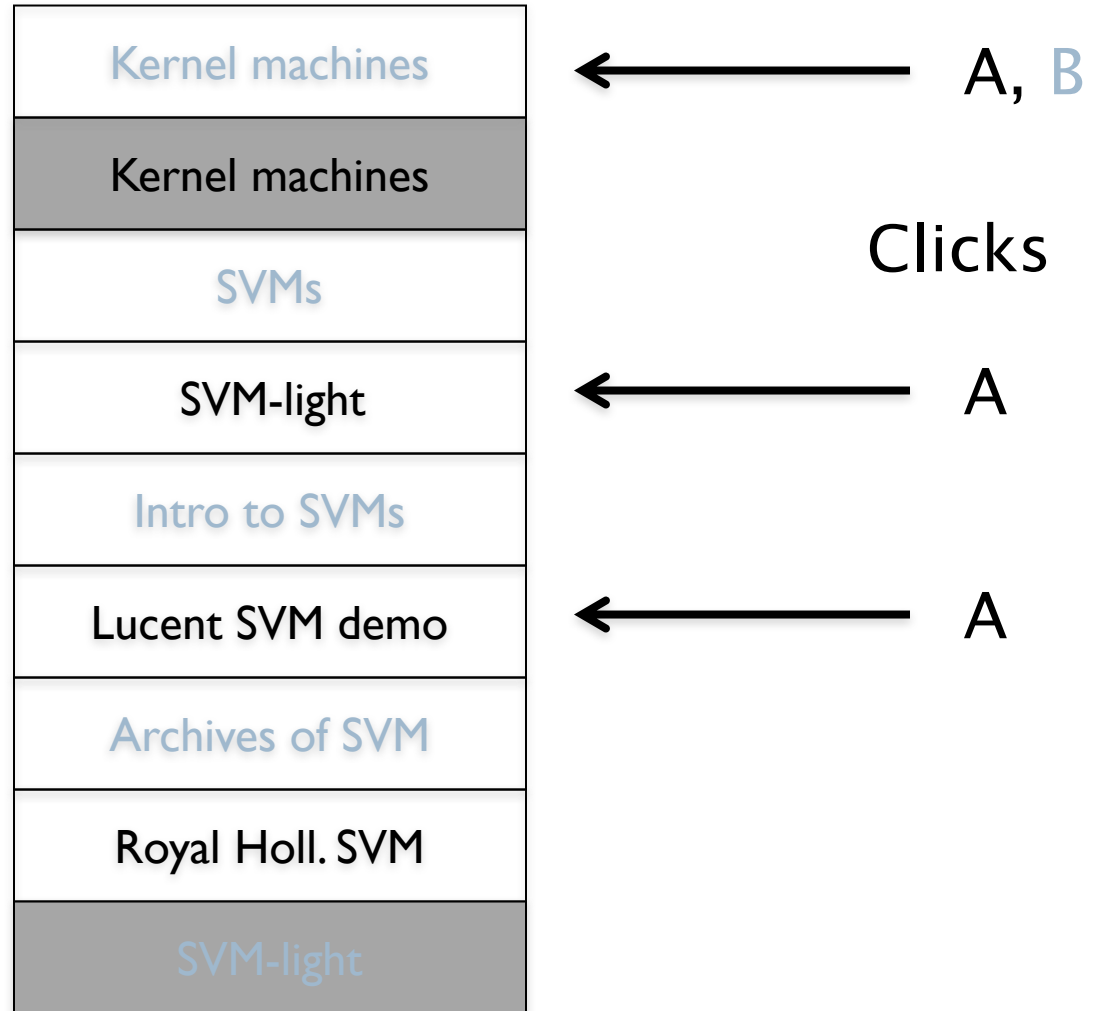 Kernel machines
A, B
Kernel machines
Clicks
SVMs
SVM-light
A
Intro to SVMs
Lucent SVM demo
A
Archives of SVM
Royal Holl. SVM
SVM-light